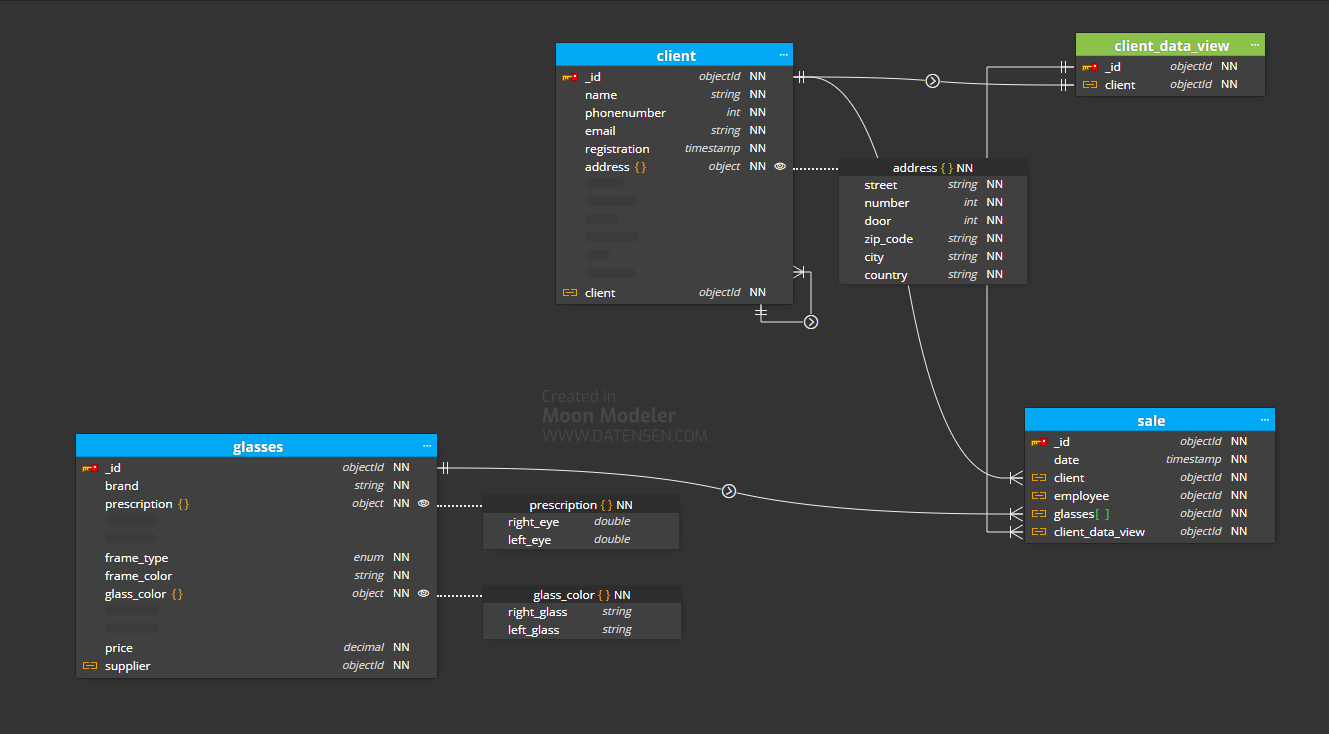 client ...
_id objectId NN
name string NN
phonenumber int NN
email string NN
registration timestamp NN
address { } object NN
client objectId NN
client_data_view ...
_id objectId NN
client objectId NN
address { } NN
street string NN
number int NN
door int NN
zip_code string NN
city string NN
country string NN
Created in
Moon Modeler
WWW.DATENSEN.COM
glasses ...
_id objectId NN
brand string NN
prescription { } object NN
frame_type enum NN
frame_color string NN
glass_color { } object NN
price decimal NN
supplier objectId NN
prescription { } NN
right_eye double
left_eye double
glass_color { } NN
right_glass string
left_glass string
sale ...
_id objectId NN
date timestamp NN
client objectId NN
employee objectId NN
glasses[ ] objectId NN
client_data_view objectId NN